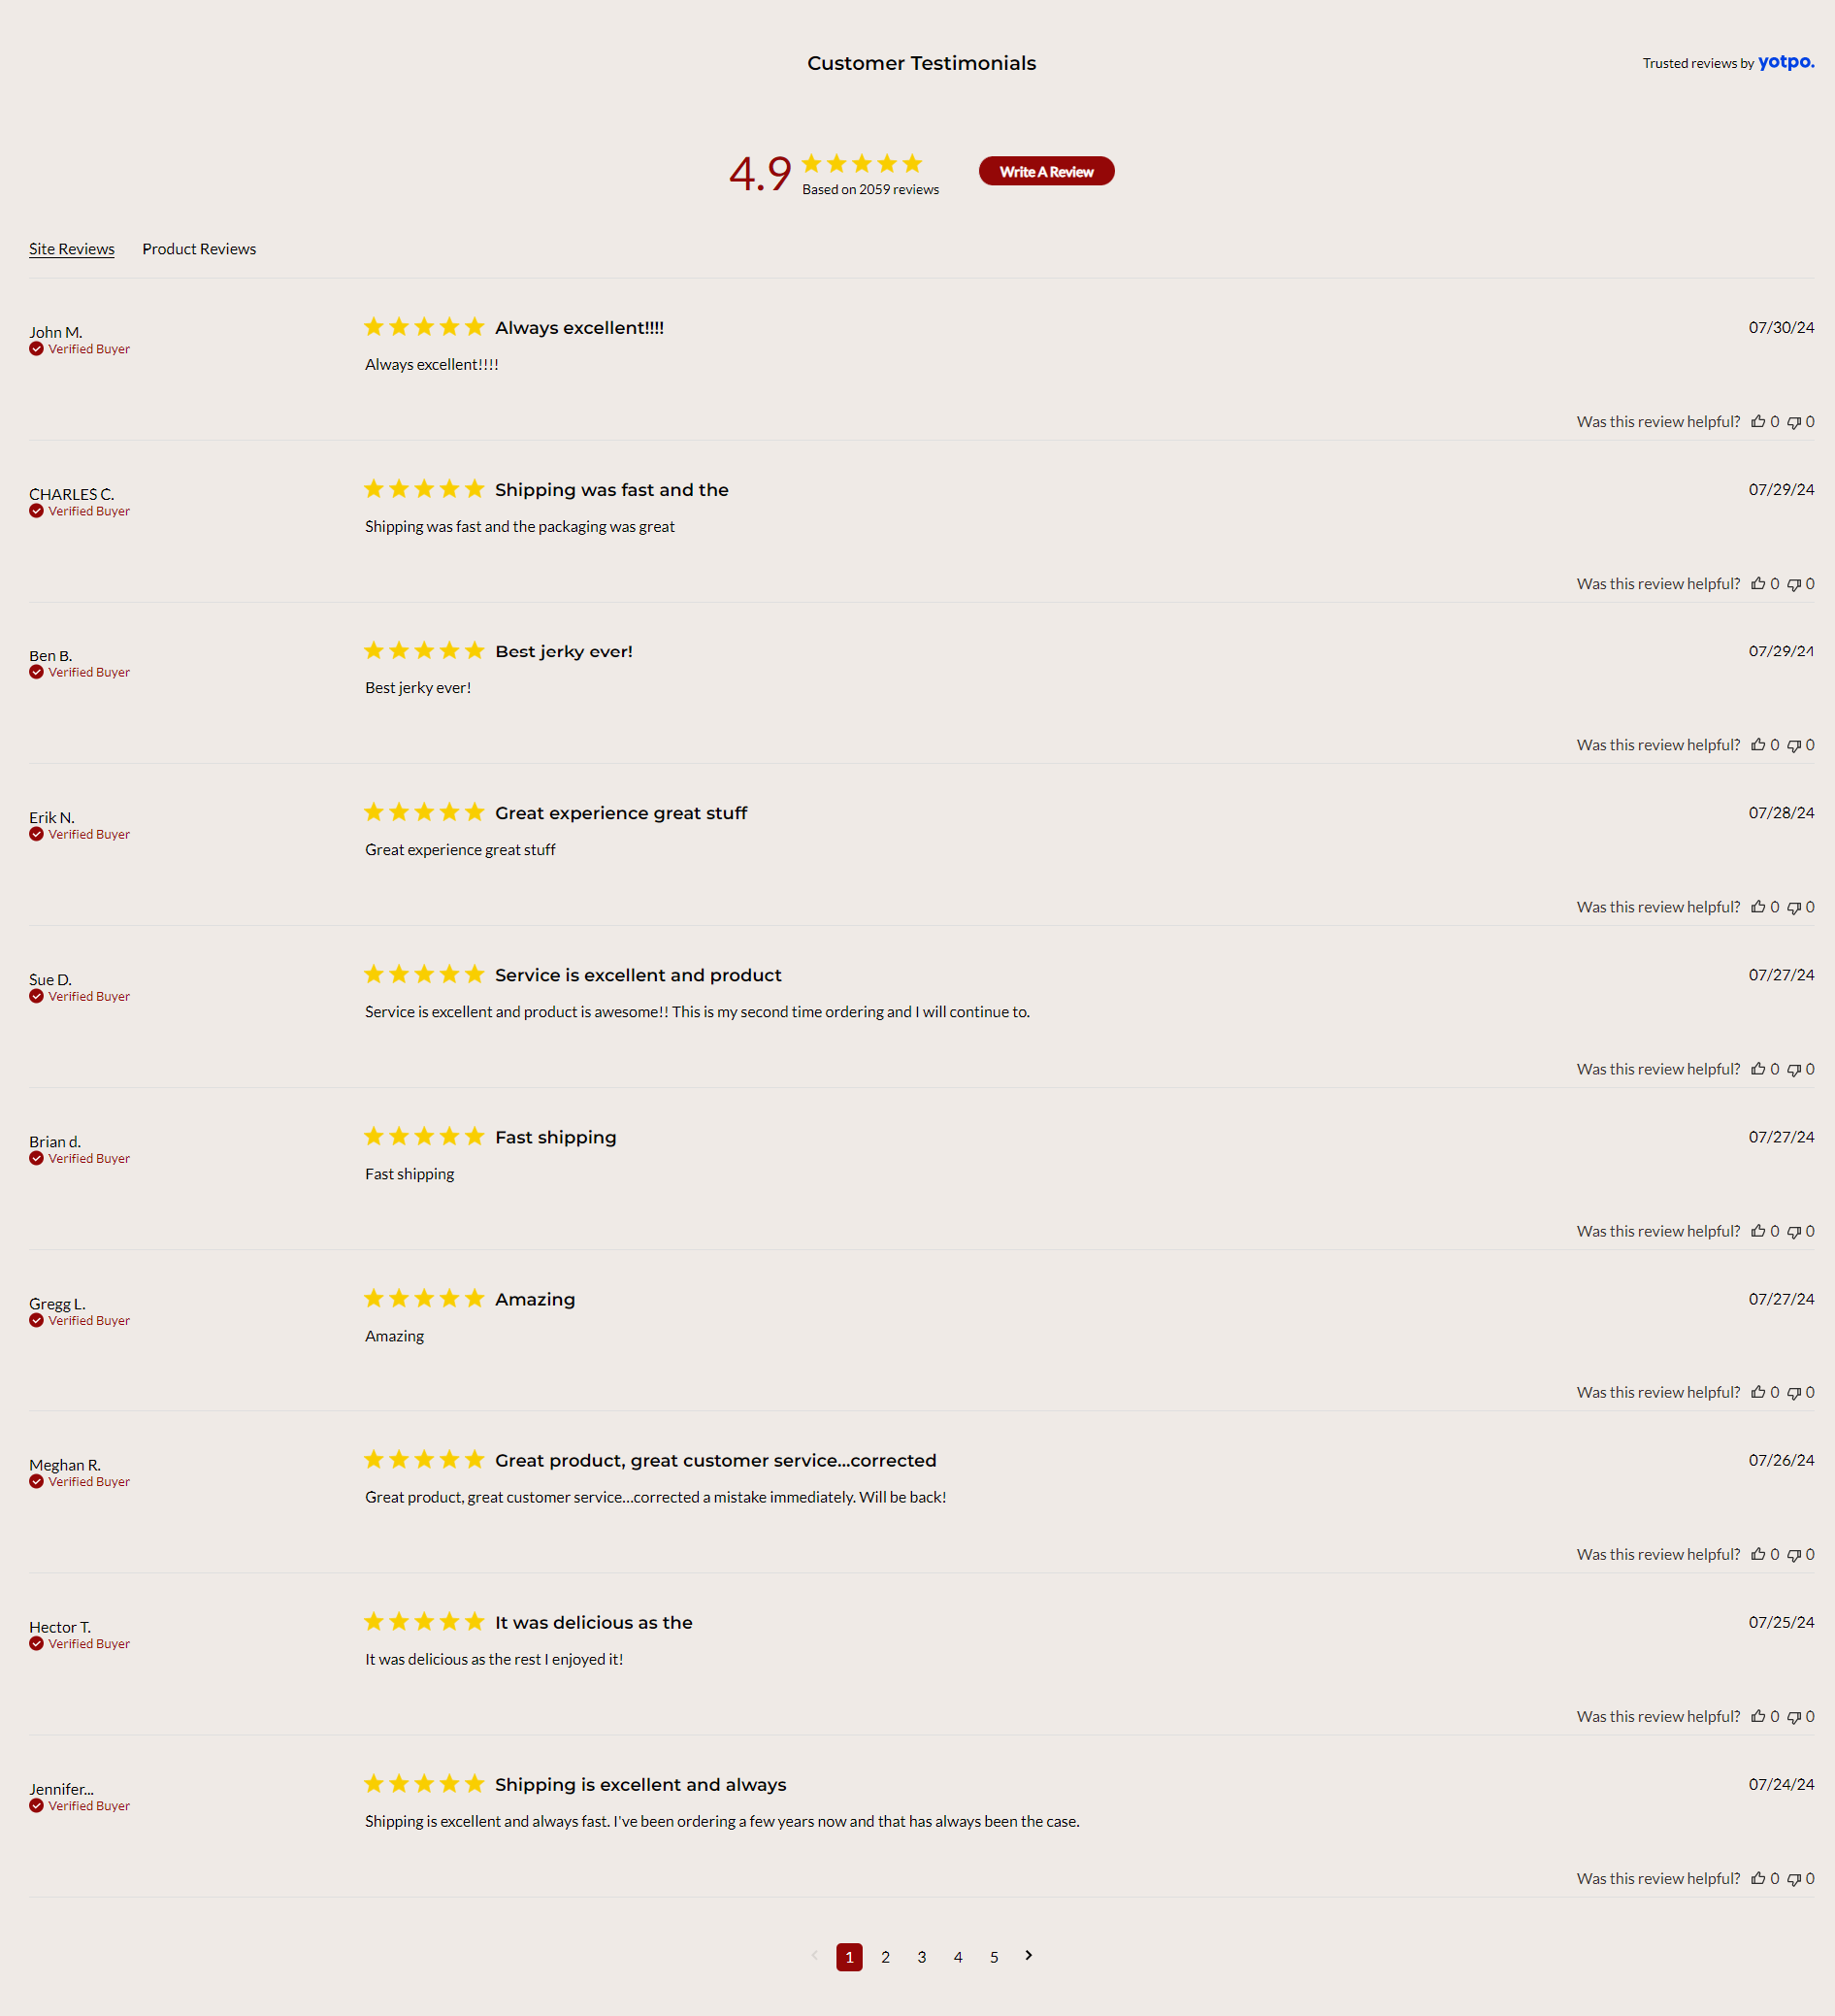 Customer Testimonials
Trusted reviews by yotpo.
4.9
Based on 2059 reviews
Write A Review
Site Reviews Product Reviews
John M.
Verified Buyer
Always excellent!!!!
07/30/24
Always excellent!!!!
Was this review helpful? 0 0
CHARLES C.
Verified Buyer
Shipping was fast and the
07/29/24
Shipping was fast and the packaging was great
Was this review helpful? 0 0
Ben B.
Verified Buyer
Best jerky ever!
07/29/24
Best jerky ever!
Was this review helpful? 0 0
Erik N.
Verified Buyer
Great experience great stuff
07/28/24
Great experience great stuff
Was this review helpful? 0 0
Sue D.
Verified Buyer
Service is excellent and product
07/27/24
Service is excellent and product is awesome!! This is my second time ordering and I will continue to.
Was this review helpful? 0 0
Brian d.
Verified Buyer
Fast shipping
07/27/24
Fast shipping
Was this review helpful? 0 0
Gregg L.
Verified Buyer
Amazing
07/27/24
Amazing
Was this review helpful? 0 0
Meghan R.
Verified Buyer
Great product, great customer service...corrected
07/26/24
Great product, great customer service...corrected a mistake immediately. Will be back!
Was this review helpful? 0 0
Hector T.
Verified Buyer
It was delicious as the
07/25/24
It was delicious as the rest I enjoyed it!
Was this review helpful? 0 0
Jennifer...
Verified Buyer
Shipping is excellent and always
07/24/24
Shipping is excellent and always fast. I've been ordering a few years now and that has always been the case.
Was this review helpful? 0 0
1 2 3 4 5